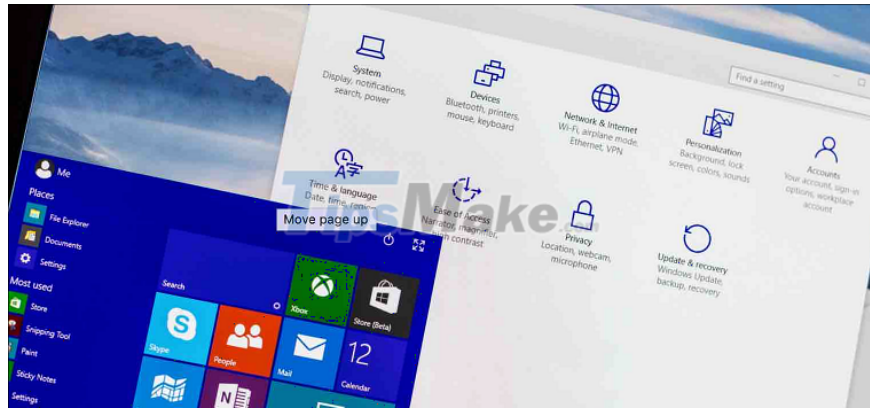 Find a setting
System
Display, notifications,
search, power
Devices
Bluetooth, printers,
mouse, keyboard
Network & Internet
Wi-Fi, airplane mode,
Ethernet, VPN
Personalization
Background, lock
screen, colors, sounds
Accounts
Your account, sign-in
options, workplace
account
Time & language
Date, time, region
Ease of Access
Narrator, magnifier,
high contrast
Privacy
Location, webcam,
microphone
Update & recovery
Windows Update,
backup, recovery
TipsMake.com
Move page up
Me
Places
File Explorer
Documents
Settings
Most used
Store
Snipping Tool
Paint
Sticky Notes
Settings
Search
Xbox
Store (Beta)
Skype
People
Mail
12
Calendar